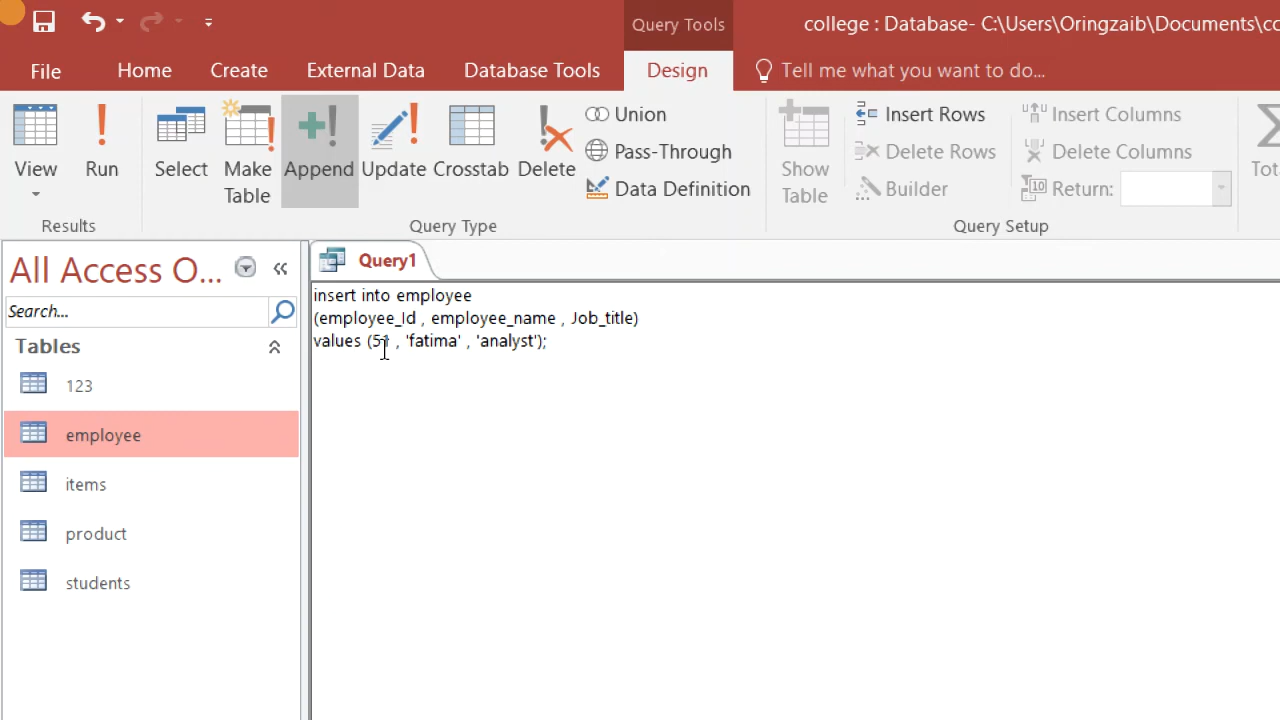 Query Tools
college : Database- C:\Users\Oringzaib\Documents\cc
File Home Create External Data Database Tools Design Tell me what you want to do...
View
Run
Select
Make Table
Append
Update
Crosstab
Delete
Union
Pass-Through
Data Definition
Show Table
Insert Rows
Delete Rows
Builder
Insert Columns
Delete Columns
Return:
Results
Query Type
Query Setup
All Access O...
Search...
Tables
123
employee
items
product
students
Query1
insert into employee
(employee_Id , employee_name , Job_title)
values (51 , 'fatima' , 'analyst');